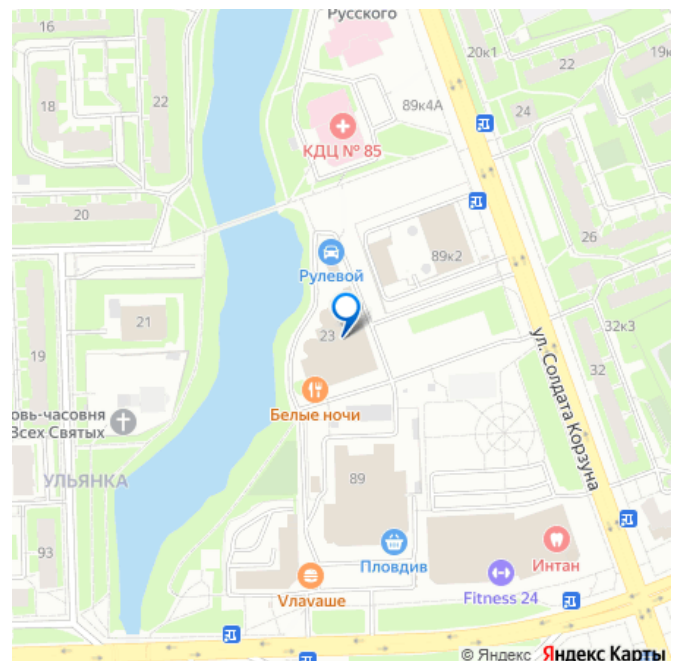 Русского
16
20к1
22
19к
18
22
89к4А
24
КДЦ № 85
20
26
89к2
Рулевой
21
23
32к3
19
ул. Солдата Корзуна
32
овь-часовня
Всех Святых
Белые ночи
УЛЬЯНКА
89
93
Пловдив
Интан
Vлаvаше
Fitness 24
© Яндекс Яндекс Карты